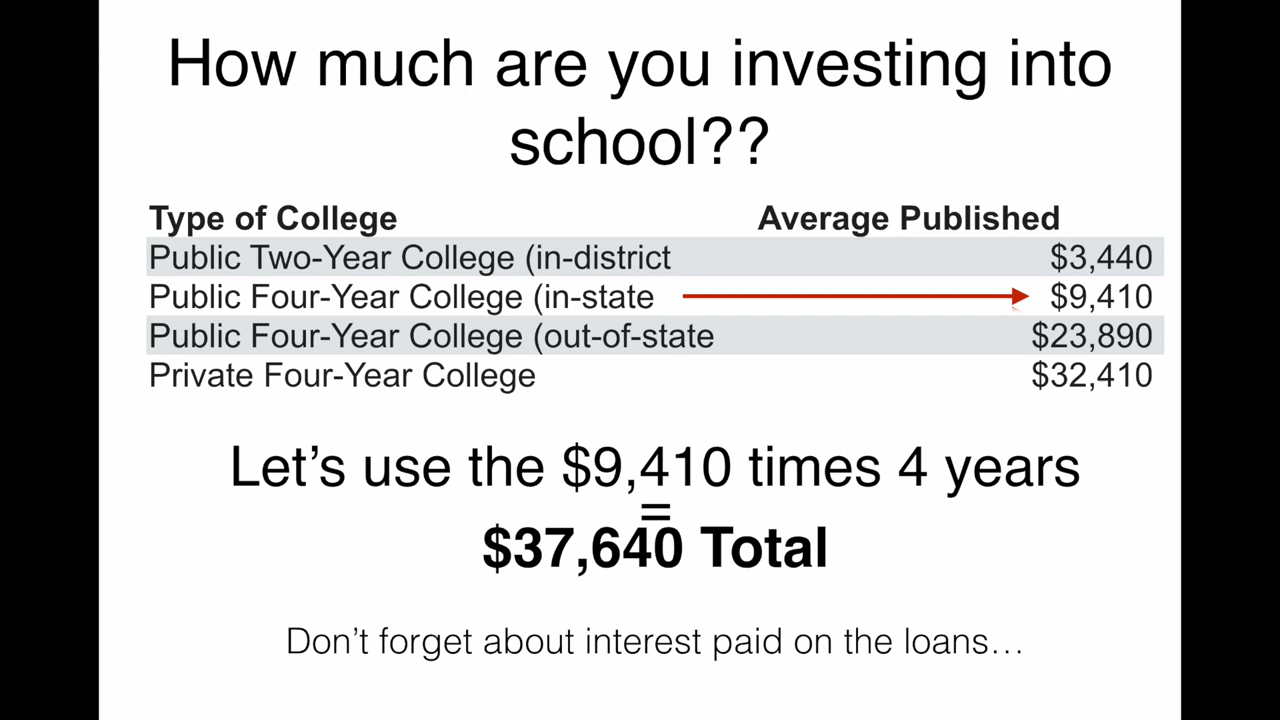 How much are you investing into
school??
Type of College Average Published
Public Two-Year College (in-district $3,440
Public Four-Year College (in-state $9,410
Public Four-Year College (out-of-state $23,890
Private Four-Year College $32,410
Let’s use the $9,410 times 4 years
=
$37,640 Total
Don’t forget about interest paid on the loans…